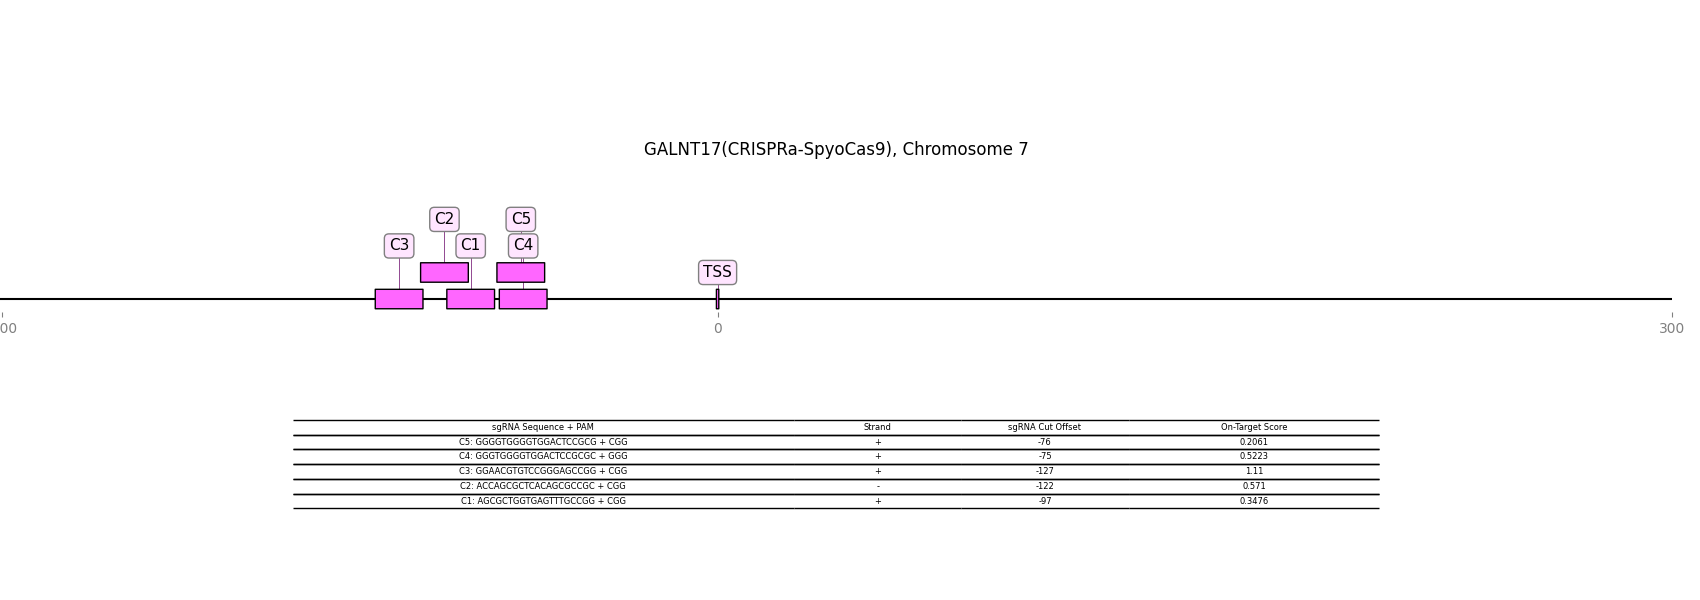 GALNT17(CRISPRa-SpyoCas9), Chromosome 7
C2 C5
C3 C1 C4
TSS
00 0 300
sgRNA Sequence + PAM Strand sgRNA Cut Offset On-Target Score
C5: GGGGTGGGGTGGACTCCGCG + CGG + -76 0.2061
C4: GGGTGGGGTGGACTCCGCGC + GGG + -75 0.5223
C3: GGAACGTGTCCGGGAGCCGG + CGG + -127 1.11
C2: ACCAGCGCTCACAGCGCCGC + CGG - -122 0.571
C1: AGCGCTGGTGAGTTTGCCGG + CGG + -97 0.3476